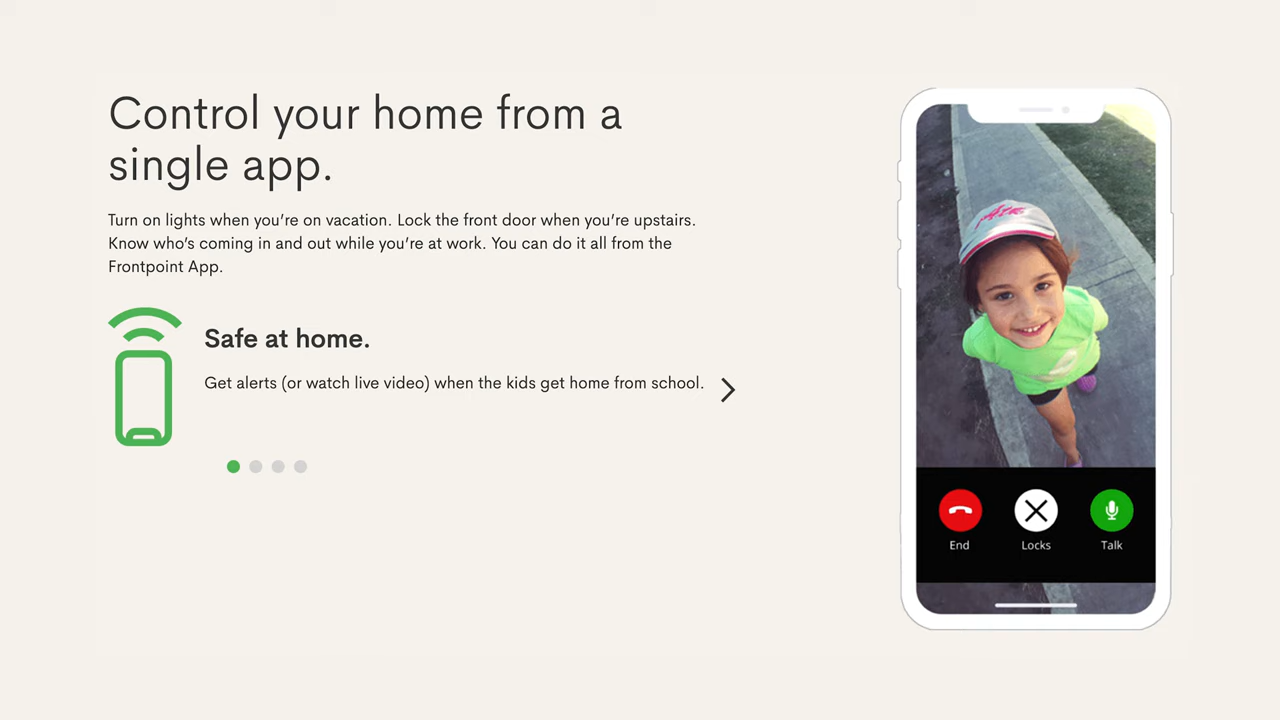 Control your home from a
single app.
Turn on lights when you’re on vacation. Lock the front door when you’re upstairs.
Know who’s coming in and out while you’re at work. You can do it all from the
Frontpoint App.
Safe at home.
Get alerts (or watch live video) when the kids get home from school.
End
Locks
Talk